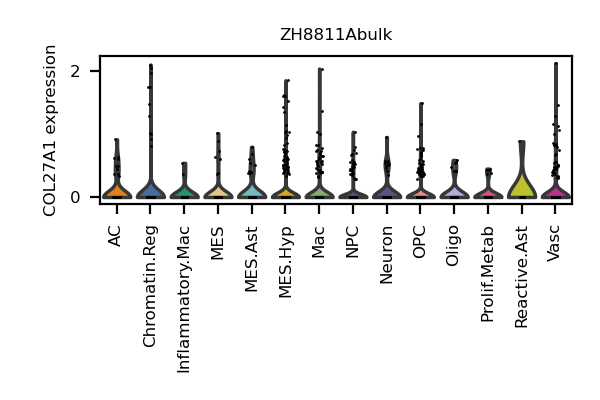 ZH8811Abulk
COL27A1 expression
2
0
AC
Chromatin.Reg
Inflammatory.Mac
MES
MES.Ast
MES.Hyp
Mac
NPC
Neuron
OPC
Oligo
Prolif.Metab
Reactive.Ast
Vasc